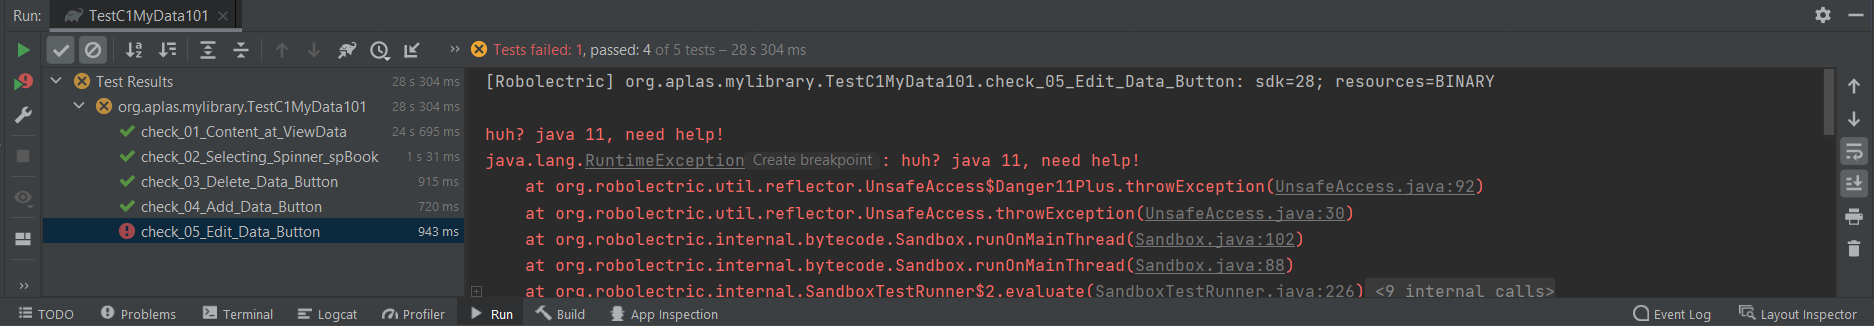 Run: TestC1MyData101
Tests failed: 1, passed: 4 of 5 tests – 28 s 304 ms
Test Results 28 s 304 ms
org.aplas.mylibrary.TestC1MyData101 28 s 304 ms
check_01_Content_at_ViewData 24 s 695 ms
check_02_Selecting_Spinner_spBook 1 s 31 ms
check_03_Delete_Data_Button 915 ms
check_04_Add_Data_Button 720 ms
check_05_Edit_Data_Button 943 ms
[Robolectric] org.aplas.mylibrary.TestC1MyData101.check_05_Edit_Data_Button: sdk=28; resources=BINARY
huh? java 11, need help!
java.lang.RuntimeException Create breakpoint : huh? java 11, need help!
at org.robolectric.util.reflector.UnsafeAccess$Danger11Plus.throwException(UnsafeAccess.java:92)
at org.robolectric.util.reflector.UnsafeAccess.throwException(UnsafeAccess.java:30)
at org.robolectric.internal.bytecode.Sandbox.runOnMainThread(Sandbox.java:102)
at org.robolectric.internal.bytecode.Sandbox.runOnMainThread(Sandbox.java:88)
at org.robolectric.internal.SandboxTestRunner$2.evaluate(SandboxTestRunner.java:226) <9 internal calls>
TODO Problems Terminal Logcat Profiler Run Build App Inspection Event Log Layout Inspector